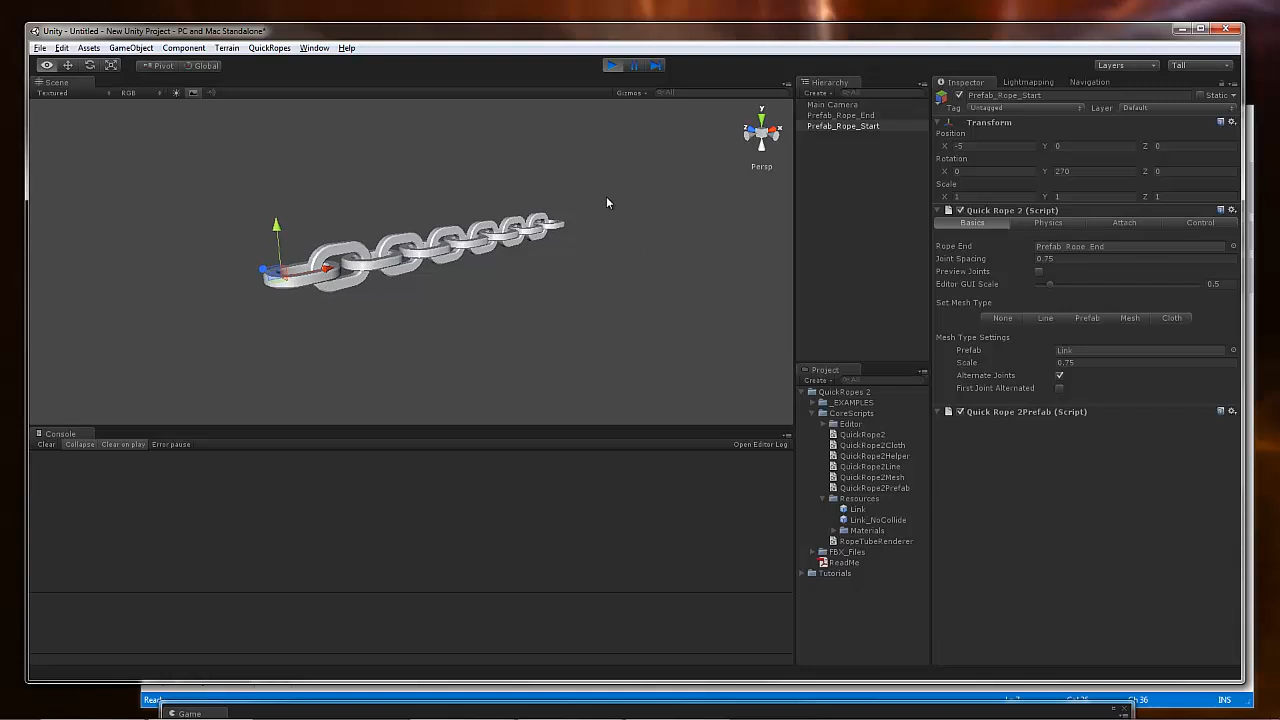 Unity - Untitled - New Unity Project - PC and Mac Standalone*
File Edit Assets GameObject Component Terrain QuickRopes Window Help
Pivot Global Layers Tall
Scene
Textured RGB Gizmos All
y
z x
Persp
Console
Clear Collapse Clear on play Error pause Open Editor Log
Hierarchy
Create All
Main Camera
Prefab_Rope_End
Prefab_Rope_Start
Project
Create All
QuickRopes 2
_EXAMPLES
CoreScripts
Editor
QuickRope2
QuickRope2Cloth
QuickRope2Helper
QuickRope2Line
QuickRope2Mesh
QuickRope2Prefab
Resources
Link
Link_NoCollide
Materials
RopeTubeRenderer
FBX_Files
ReadMe
Tutorials
Inspector Lightmapping Navigation
Prefab_Rope_Start Static
Tag Untagged Layer Default
Transform
Position
X -5 Y 0 Z 0
Rotation
X 0 Y 270 Z 0
Scale
X 1 Y 1 Z 1
Quick Rope 2 (Script)
Basics Physics Attach Control
Rope End Prefab_Rope_End
Joint Spacing 0.75
Preview Joints
Editor GUI Scale 0.5
Set Mesh Type
None Line Prefab Mesh Cloth
Mesh Type Settings
Prefab Link
Scale 0.75
Alternate Joints
First Joint Alternated
Quick Rope 2Prefab (Script)
INS
Game